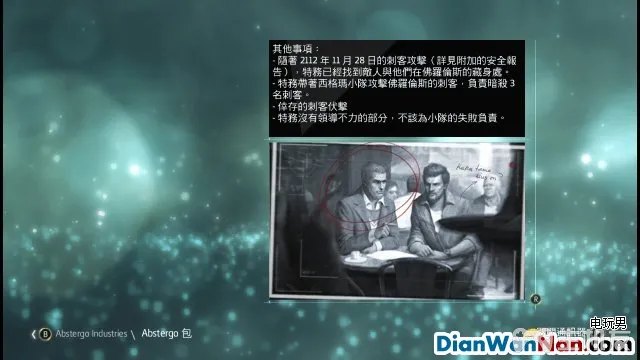 其他事項：
- 隨著 2112 年 11 月 28 日的刺客攻擊（詳見附加的安全報
告），特務已經找到敵人與他們在佛羅倫斯的藏身處。
- 特務帶著西格瑪小隊攻擊佛羅倫斯的刺客，負責暗殺 3
名刺客。
- 倖存的刺客伏擊
- 特務沒有領導不力的部分，不該為小隊的失敗負責。
R
B Abstergo Industries / Abstergo 包
电玩男
DianWanNan.com